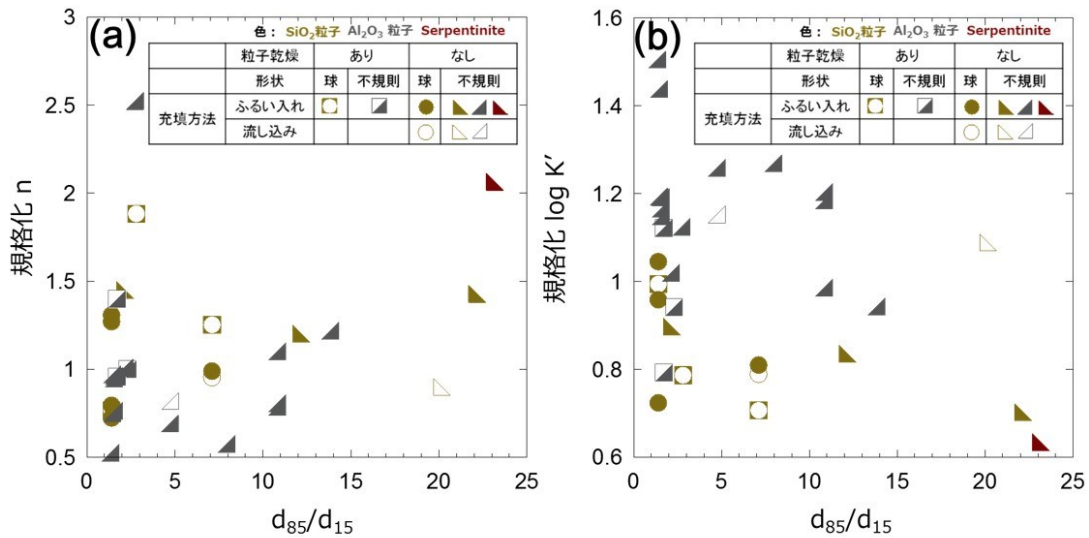 (a)
色： SiO₂粒子 Al₂O₃ 粒子 Serpentinite
粒子乾燥 あり なし
形状 球 不規則 球 不規則
充填方法 ふるい入れ
流し込み
3
2.5
2
1.5
1
0.5
規格化 n
0 5 10 15 20 25
d₈₅/d₁₅
(b)
色： SiO₂粒子 Al₂O₃ 粒子 Serpentinite
粒子乾燥 あり なし
形状 球 不規則 球 不規則
充填方法 ふるい入れ
流し込み
1.6
1.4
1.2
1
0.8
0.6
規格化 log K′
0 5 10 15 20 25
d₈₅/d₁₅